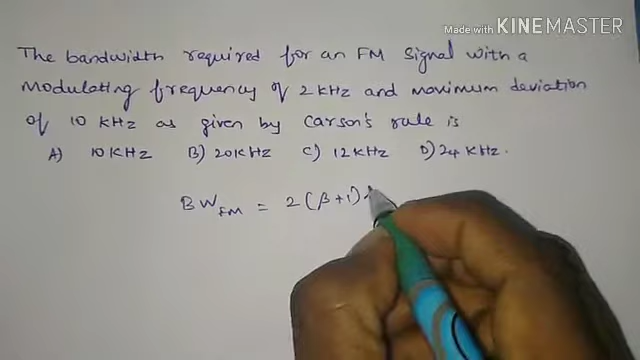 Made with KINEMASTER
The bandwidth required for an FM signal with a
modulating frequency of 2 KHz and maximum deviation
of 10 KHz as given by Carson's rule is
A) 10 KHz B) 20 KHz C) 12 KHz D) 24 KHz.
BW FM = 2 (β+1)